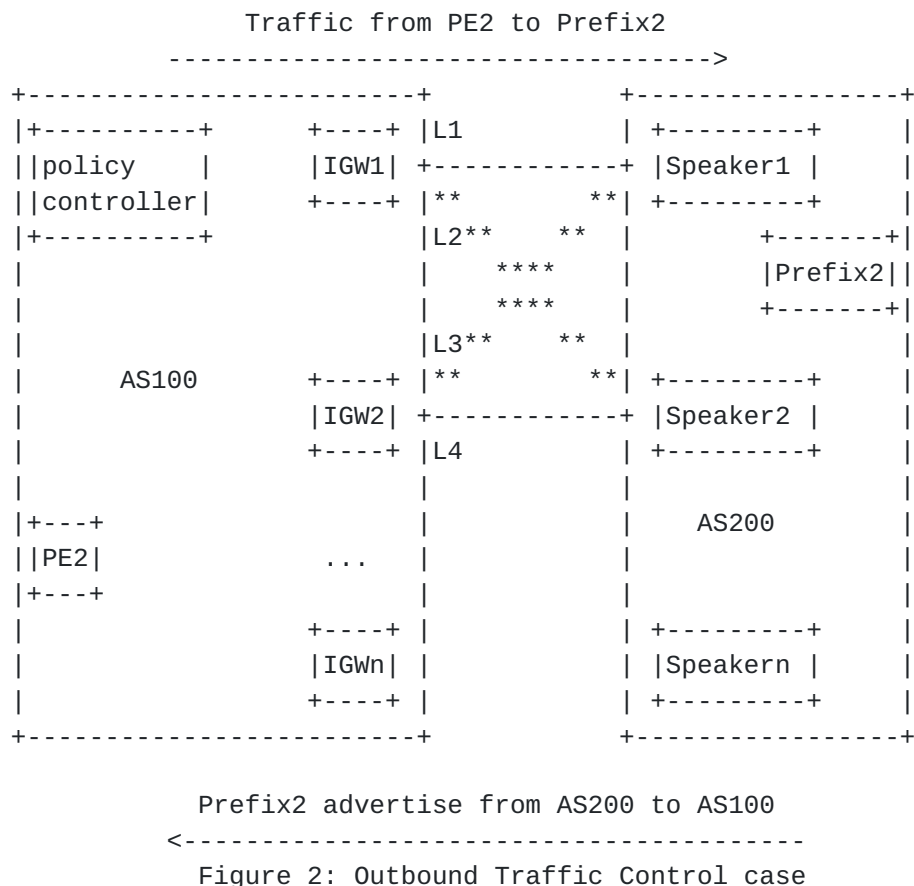 Traffic from PE2 to Prefix2
----------------------------------->
+-------------------------+            +-----------------+
|+----------+      +----+ |L1          | +---------+     |
||policy    |      |IGW1| +------------+ |Speaker1 |     |
||controller|      +----+ |**        **| +---------+     |
|+----------+             |L2**    **  |        +-------+|
|                         |    ****    |        |Prefix2||
|                         |    ****    |        +-------+|
|                         |L3**    **  |                 |
|      AS100       +----+ |**        **| +---------+     |
|                  |IGW2| +------------+ |Speaker2 |     |
|                  +----+ |L4          | +---------+     |
|                         |            |                 |
|+---+                    |            |    AS200        |
||PE2|              ...   |            |                 |
|+---+                    |            |                 |
|                  +----+ |            | +---------+     |
|                  |IGWn| |            | |Speakern |     |
|                  +----+ |            | +---------+     |
+-------------------------+            +-----------------+
Prefix2 advertise from AS200 to AS100
<----------------------------------------
Figure 2: Outbound Traffic Control case